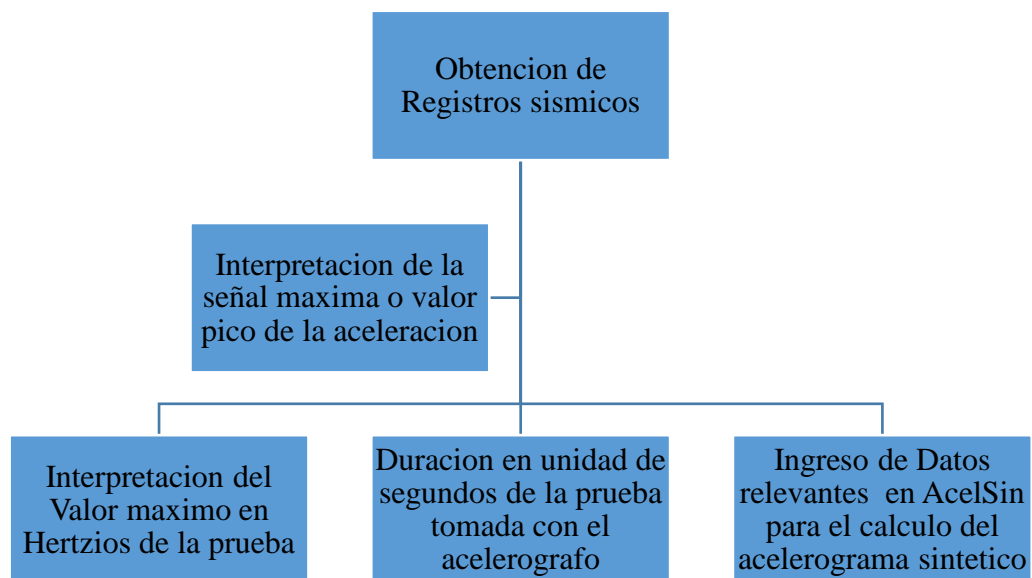 Obtencion de
Registros sismicos
Interpretacion de la
señal maxima o valor
pico de la aceleracion
Interpretacion del
Valor maximo en
Hertzios de la prueba
Duracion en unidad de
segundos de la prueba
tomada con el
acelerografo
Ingreso de Datos
relevantes en AcelSin
para el calculo del
acelerograma sintetico